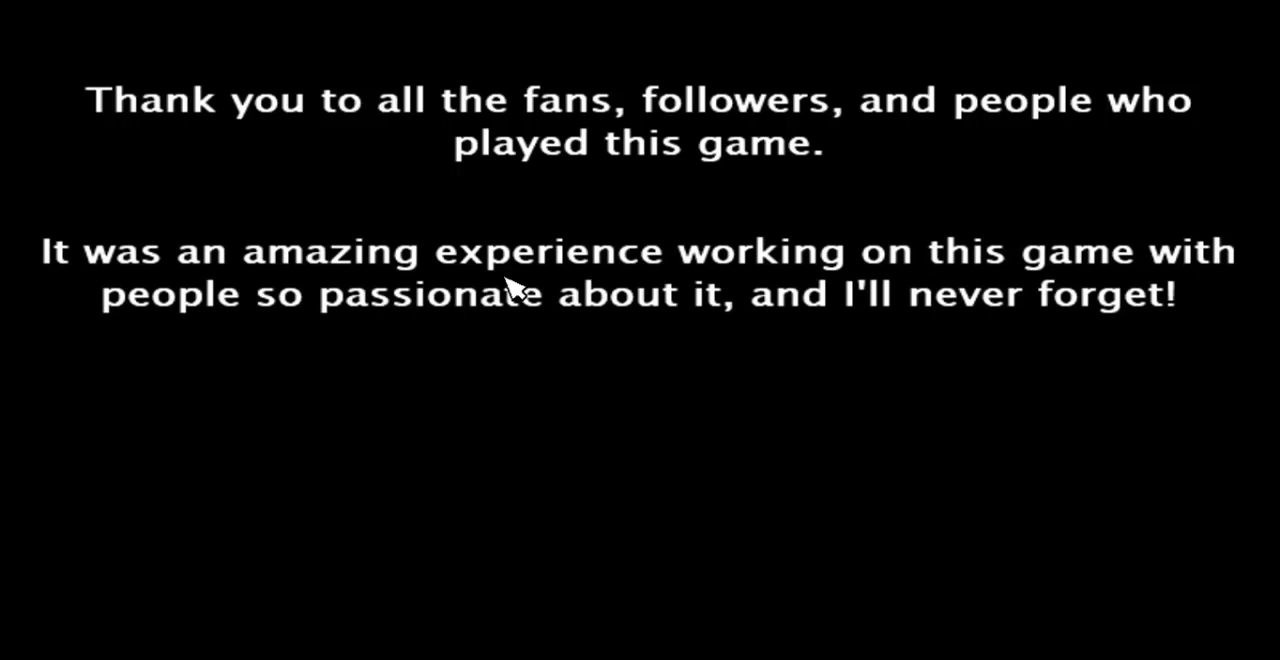 Thank you to all the fans, followers, and people who
played this game.
It was an amazing experience working on this game with
people so passionate about it, and I'll never forget!